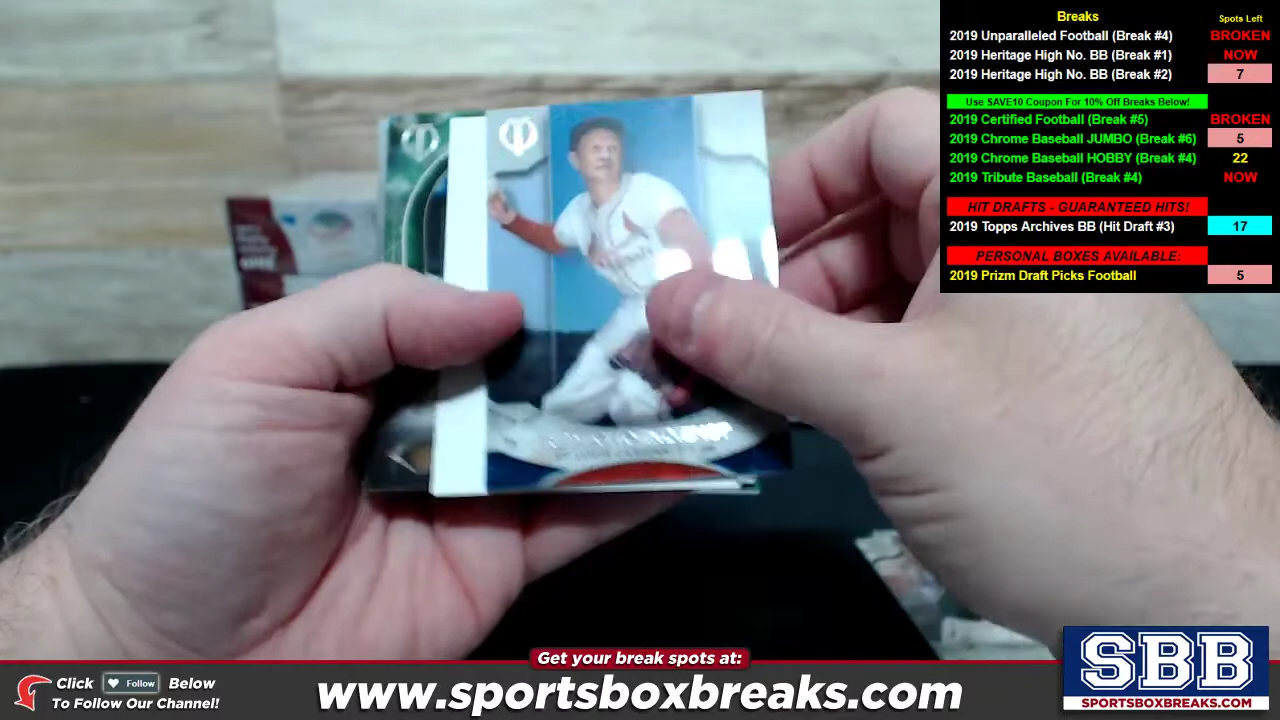 Breaks
Spots Left
2019 Unparalleled Football (Break #4) BROKEN
2019 Heritage High No. BB (Break #1) NOW
2019 Heritage High No. BB (Break #2) 7
Use SAVE10 Coupon For 10% Off Breaks Below!
2019 Certified Football (Break #5) BROKEN
2019 Chrome Baseball JUMBO (Break #6) 5
2019 Chrome Baseball HOBBY (Break #4) 22
2019 Tribute Baseball (Break #4) NOW
HIT DRAFTS - GUARANTEED HITS!
2019 Topps Archives BB (Hit Draft #3) 17
PERSONAL BOXES AVAILABLE:
2019 Prizm Draft Picks Football 5
Get your break spots at:
Click Follow Below
To Follow Our Channel!
www.sportsboxbreaks.com
SBB
SPORTSBOXBREAKS.COM